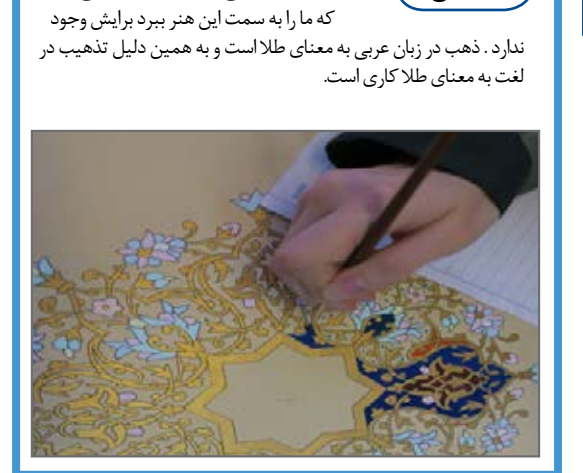 که ما را به سمت این هنر ببرد برایش وجود
ندارد . ذهب در زبان عربی به معنای طلا است و به همین دلیل تذهیب در
لغت به معنای طلا کاری است.